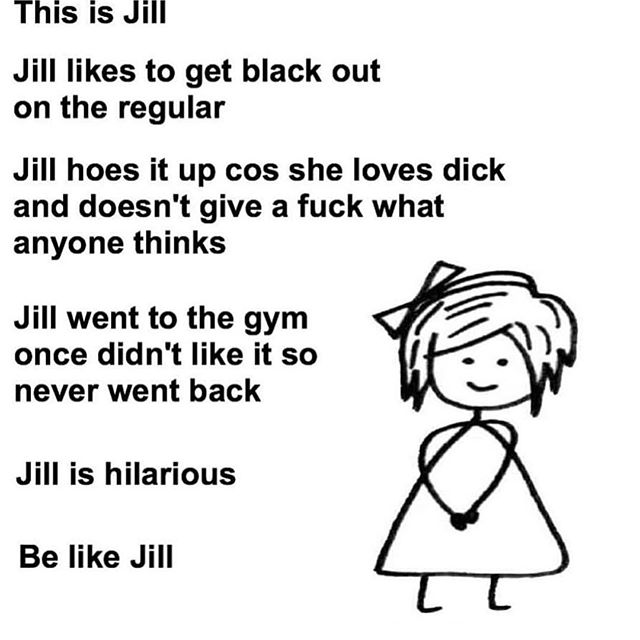 This is Jill
Jill likes to get black out
on the regular
Jill hoes it up cos she loves dick
and doesn't give a fuck what
anyone thinks
Jill went to the gym
once didn't like it so
never went back
Jill is hilarious
Be like Jill